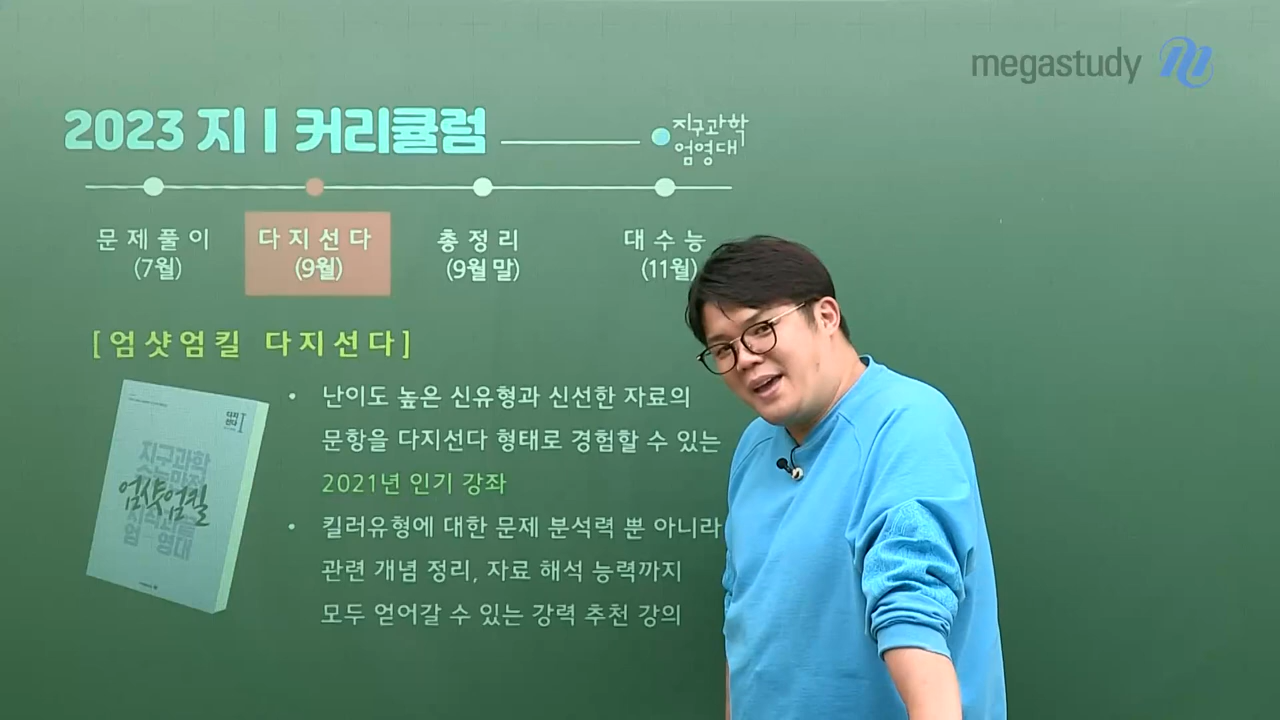 megastudy
2023 지 I 커리큘럼
지구과학
엄영대
문제풀이
(7월)
다지선다
(9월)
총정리
(9월 말)
대수능
(11월)
[엄샷엄킬 다지선다]
다지
선다 I
지구과학
엄샷엄킬
영대
• 난이도 높은 신유형과 신선한 자료의
문항을 다지선다 형태로 경험할 수 있는
2021년 인기 강좌
• 킬러유형에 대한 문제 분석력 뿐 아니라
관련 개념 정리, 자료 해석 능력까지
모두 얻어갈 수 있는 강력 추천 강의